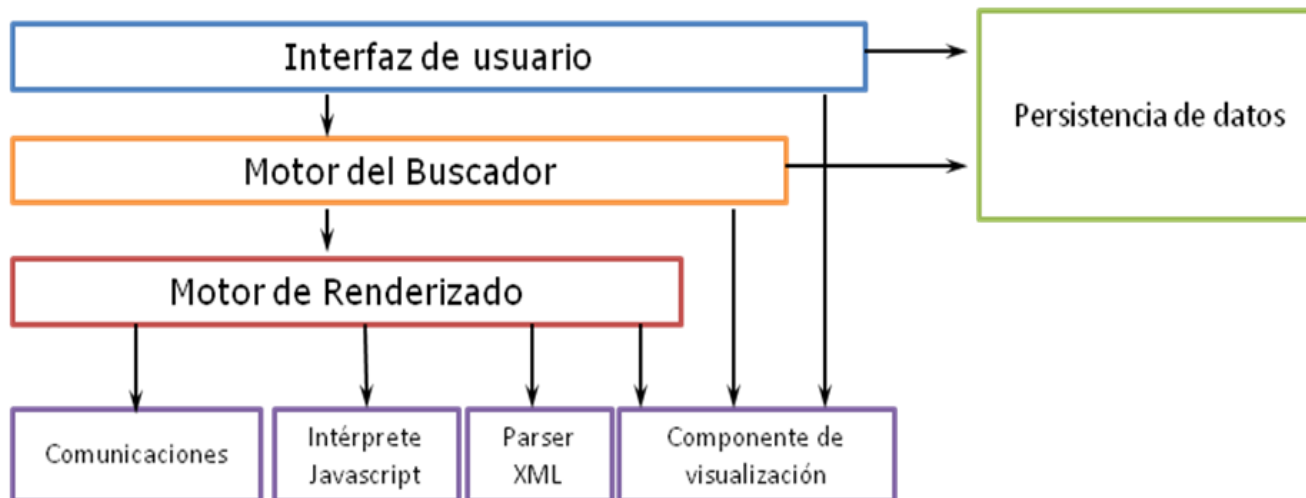 Interfaz de usuario
Persistencia de datos
Motor del Buscador
Motor de Renderizado
Comunicaciones
Intérprete
Javascript
Parser
XML
Componente de
visualización